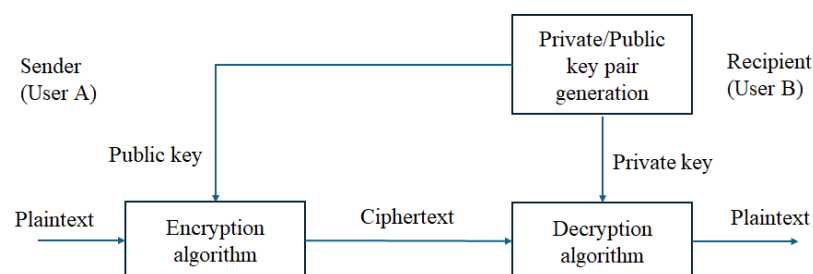 Private/Public
key pair
generation
Sender
(User A)
Recipient
(User B)
Public key
Private key
Plaintext
Encryption
algorithm
Ciphertext
Decryption
algorithm
Plaintext